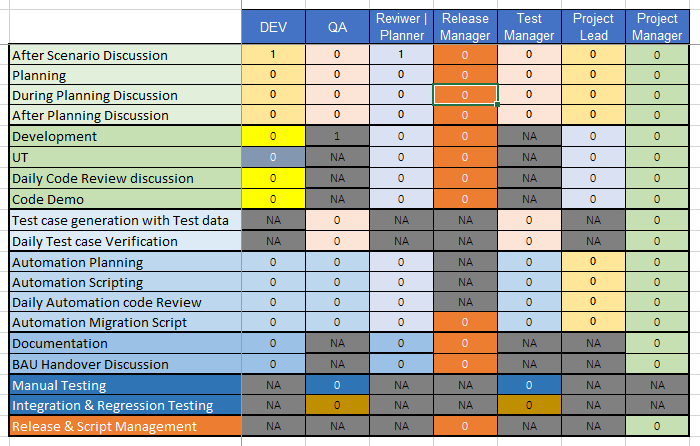 DEV QA Reviwer | Planner Release Manager Test Manager Project Lead Project Manager
After Scenario Discussion 1 0 1 0 0 0 0
Planning 0 0 0 0 0 0 0
During Planning Discussion 0 0 0 0 0 0 0
After Planning Discussion 0 0 0 0 0 0 0
Development 0 1 0 0 NA 0 0
UT 0 NA 0 0 NA 0 0
Daily Code Review discussion 0 NA 0 0 NA 0 0
Code Demo 0 NA 0 0 NA 0 0
Test case generation with Test data NA 0 NA NA 0 NA 0
Daily Test case Verification NA 0 NA NA 0 NA 0
Automation Planning 0 0 0 NA 0 0 0
Automation Scripting 0 0 0 NA 0 0 0
Daily Automation code Review 0 0 0 NA 0 0 0
Automation Migration Script 0 0 0 0 0 0 0
Documentation 0 NA 0 0 NA NA 0
BAU Handover Discussion 0 NA 0 0 NA NA 0
Manual Testing NA 0 NA NA 0 NA NA
Integration & Regression Testing NA 0 NA NA 0 NA NA
Release & Script Management NA NA NA 0 NA NA 0